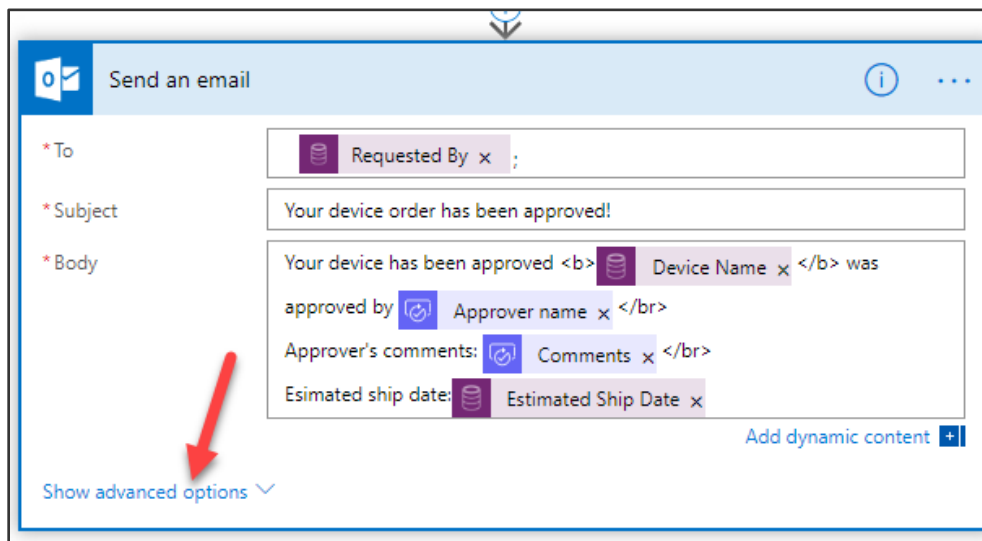 Send an email
* To
Requested By x ;
* Subject
Your device order has been approved!
* Body
Your device has been approved <b> Device Name x </b> was
approved by Approver name x </br>
Approver's comments: Comments x </br>
Esimated ship date: Estimated Ship Date x
Add dynamic content
Show advanced options